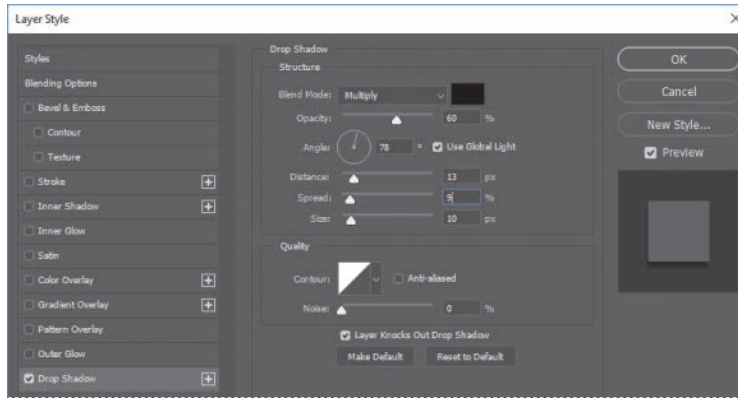 Layer Style
Styles
Blending Options
Bevel & Emboss
Contour
Texture
Stroke
Inner Shadow
Inner Glow
Satin
Color Overlay
Gradient Overlay
Pattern Overlay
Outer Glow
Drop Shadow
Drop Shadow
Structure
Blend Mode: Multiply
Opacity: 60 %
Angle: 78 ° Use Global Light
Distance: 13 px
Spread: 9 %
Size: 10 px
Quality
Contour: Anti-aliased
Noise: 0 %
Layer Knocks Out Drop Shadow
Make Default Reset to Default
OK
Cancel
New Style...
Preview